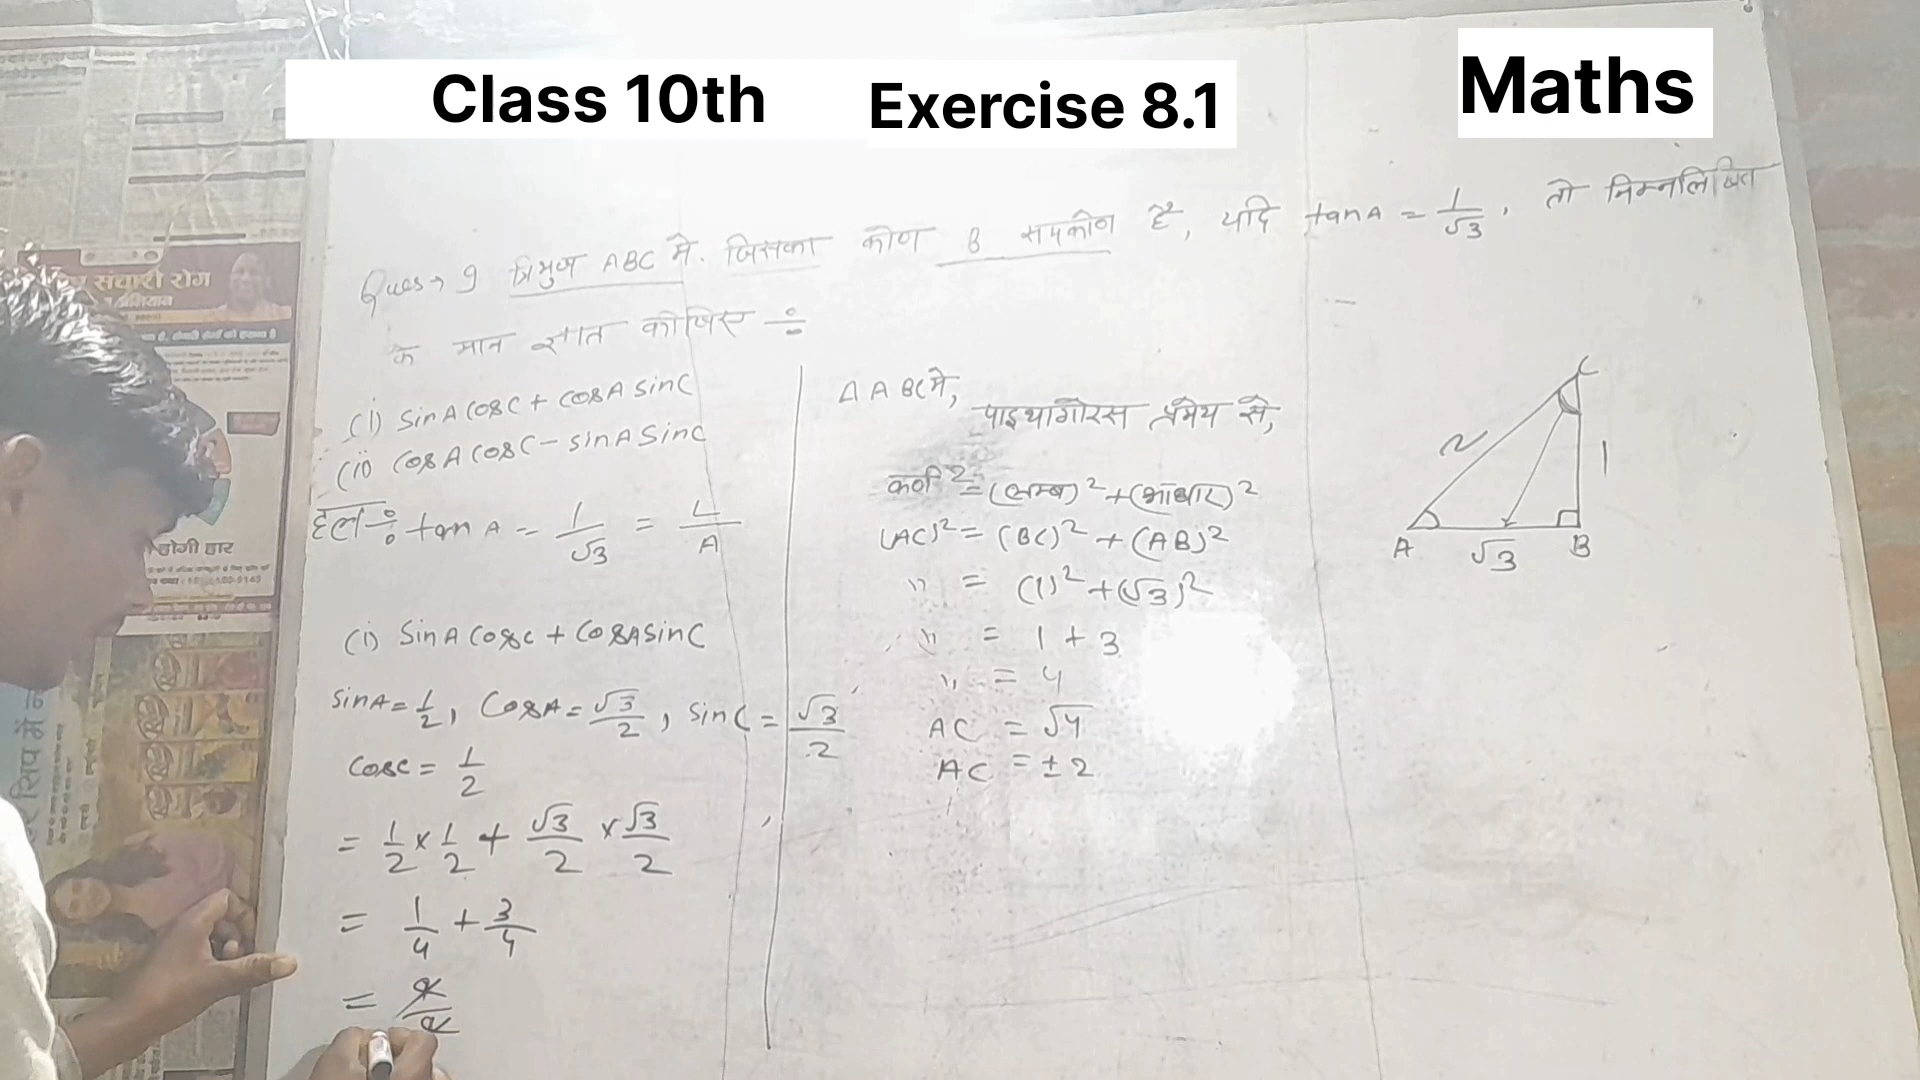 Class 10th Exercise 8.1 Maths
Ques → 9 त्रिभुज ABC में. जिसका कोण B समकोण है, यदि tan A = 1/√3, तो निम्नलिखित
के मान ज्ञात कीजिए ÷
(i) sin A cos C + cos A sin C
(ii) cos A cos C - sin A sin C
हल ÷ tan A = 1/√3 = L/A
(i) Sin A cos c + Cos A sin C
sin A = 1/2, Cos A = √3/2, sin C = √3/2
cos c = 1/2
= 1/2 × 1/2 + √3/2 × √3/2
= 1/4 + 3/4
= 4/4
Δ A B C में,
पाइथागोरस प्रमेय से,
कर्ण² = (लम्ब)² + (आधार)²
(AC)² = (BC)² + (AB)²
" = (1)² + (√3)²
" = 1 + 3
" = 4
AC = √4
AC = ± 2
C
2
1
A √3 B
संचारी रोग